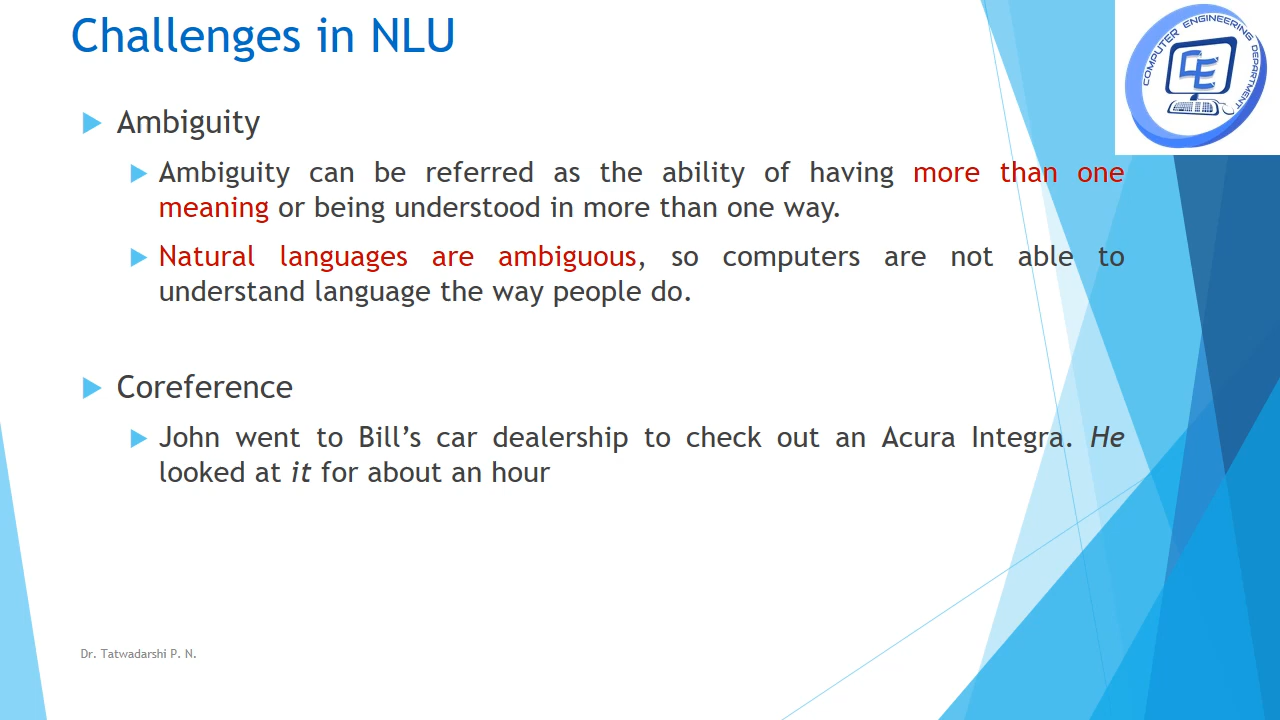 Challenges in NLU
COMPUTER ENGINEERING DEPARTMENT
CE
Ambiguity
Ambiguity can be referred as the ability of having more than one
meaning or being understood in more than one way.
Natural languages are ambiguous, so computers are not able to
understand language the way people do.
Coreference
John went to Bill’s car dealership to check out an Acura Integra. He
looked at it for about an hour
Dr. Tatwadarshi P. N.